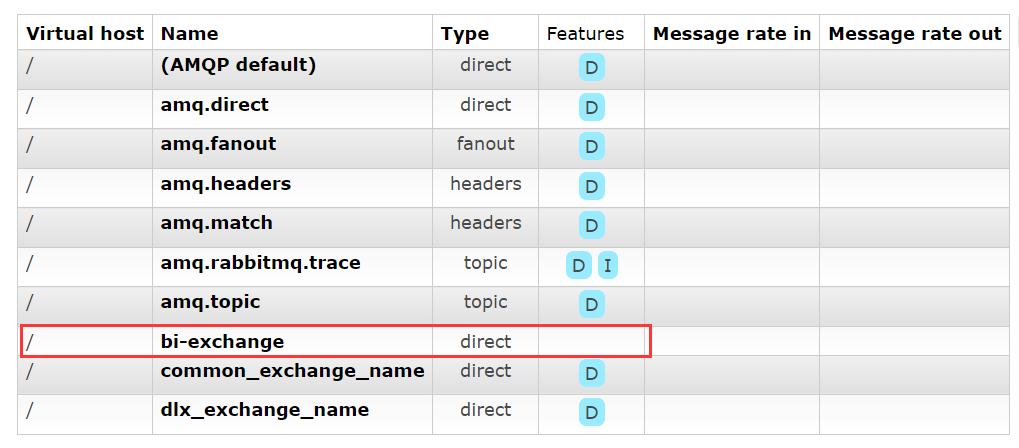 Virtual host Name Type Features Message rate in Message rate out
/ (AMQP default) direct D
/ amq.direct direct D
/ amq.fanout fanout D
/ amq.headers headers D
/ amq.match headers D
/ amq.rabbitmq.trace topic D I
/ amq.topic topic D
/ bi-exchange direct
/ common_exchange_name direct D
/ dlx_exchange_name direct D